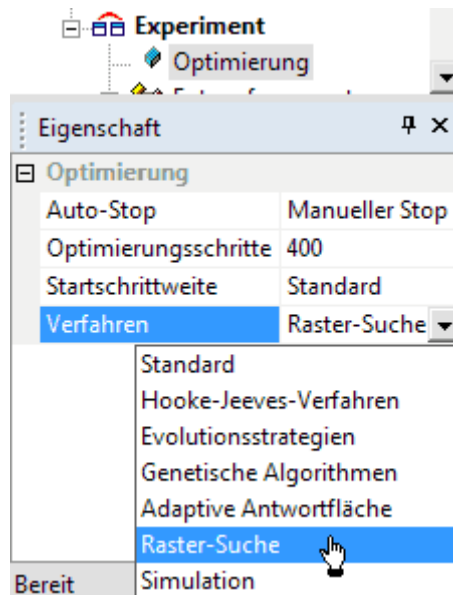 Experiment
Optimierung
Eigenschaft
Optimierung
Auto-Stop Manueller Stop
Optimierungsschritte 400
Startschrittweite Standard
Verfahren Raster-Suche
Standard
Hooke-Jeeves-Verfahren
Evolutionsstrategien
Genetische Algorithmen
Adaptive Antwortfläche
Raster-Suche
Bereit Simulation